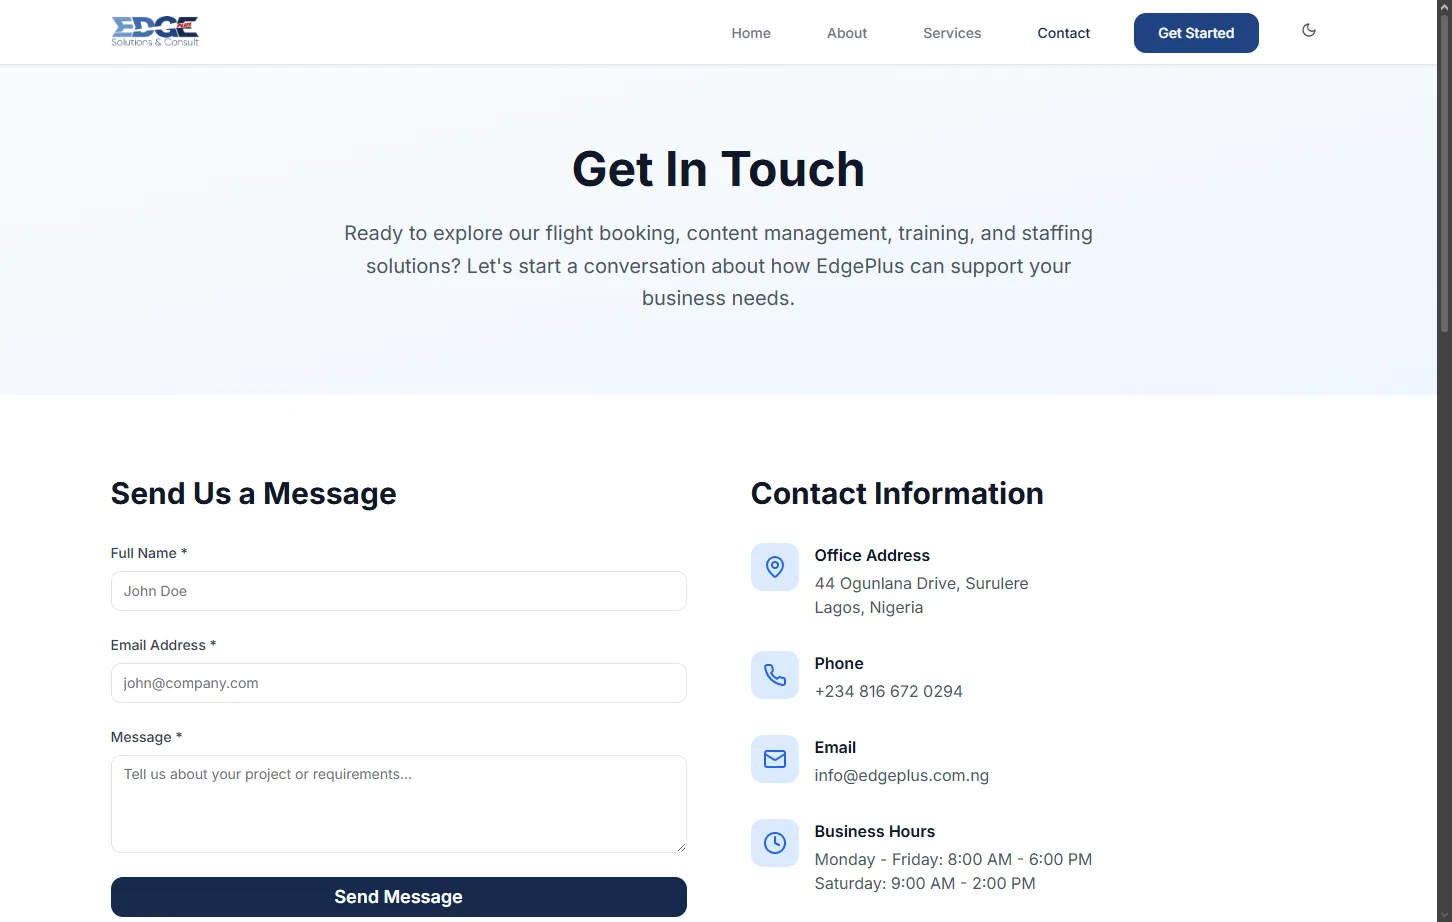 EDGE PLUS
Solutions & Consult
Home
About
Services
Contact
Get Started
Get In Touch
Ready to explore our flight booking, content management, training, and staffing
solutions? Let's start a conversation about how EdgePlus can support your
business needs.
Send Us a Message
Full Name *
John Doe
Email Address *
john@company.com
Message *
Tell us about your project or requirements...
Send Message
Contact Information
Office Address
44 Ogunlana Drive, Surulere
Lagos, Nigeria
Phone
+234 816 672 0294
Email
info@edgeplus.com.ng
Business Hours
Monday - Friday: 8:00 AM - 6:00 PM
Saturday: 9:00 AM - 2:00 PM